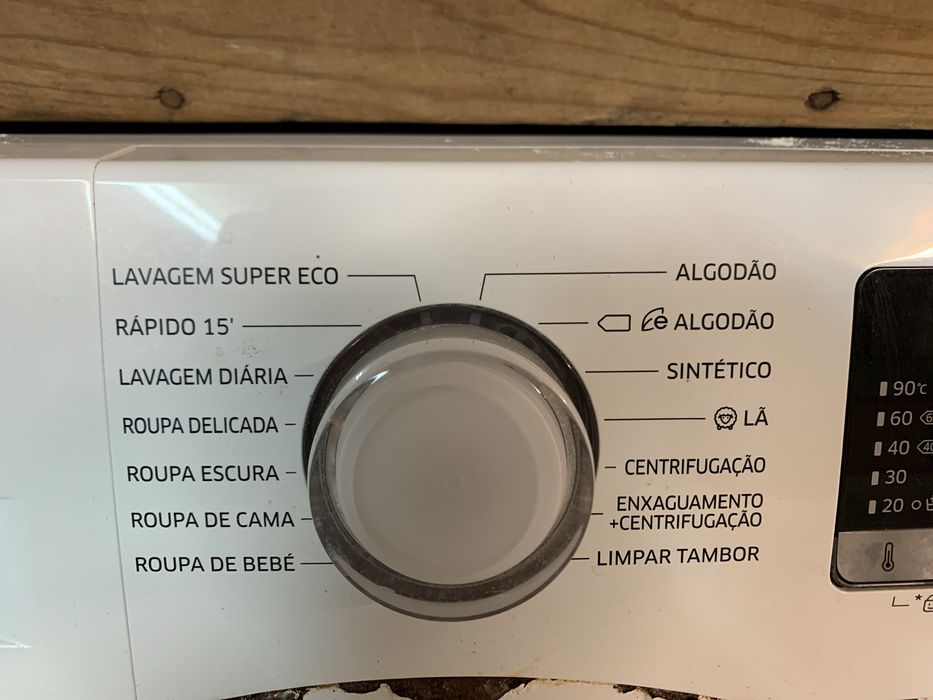 LAVAGEM SUPER ECO
RÁPIDO 15'
LAVAGEM DIÁRIA
ROUPA DELICADA
ROUPA ESCURA
ROUPA DE CAMA
ROUPA DE BEBÉ
ALGODÃO
ALGODÃO
SINTÉTICO
LÃ
CENTRIFUGAÇÃO
ENXAGUAMENTO
+CENTRIFUGAÇÃO
LIMPAR TAMBOR
90℃
60
40
30
20